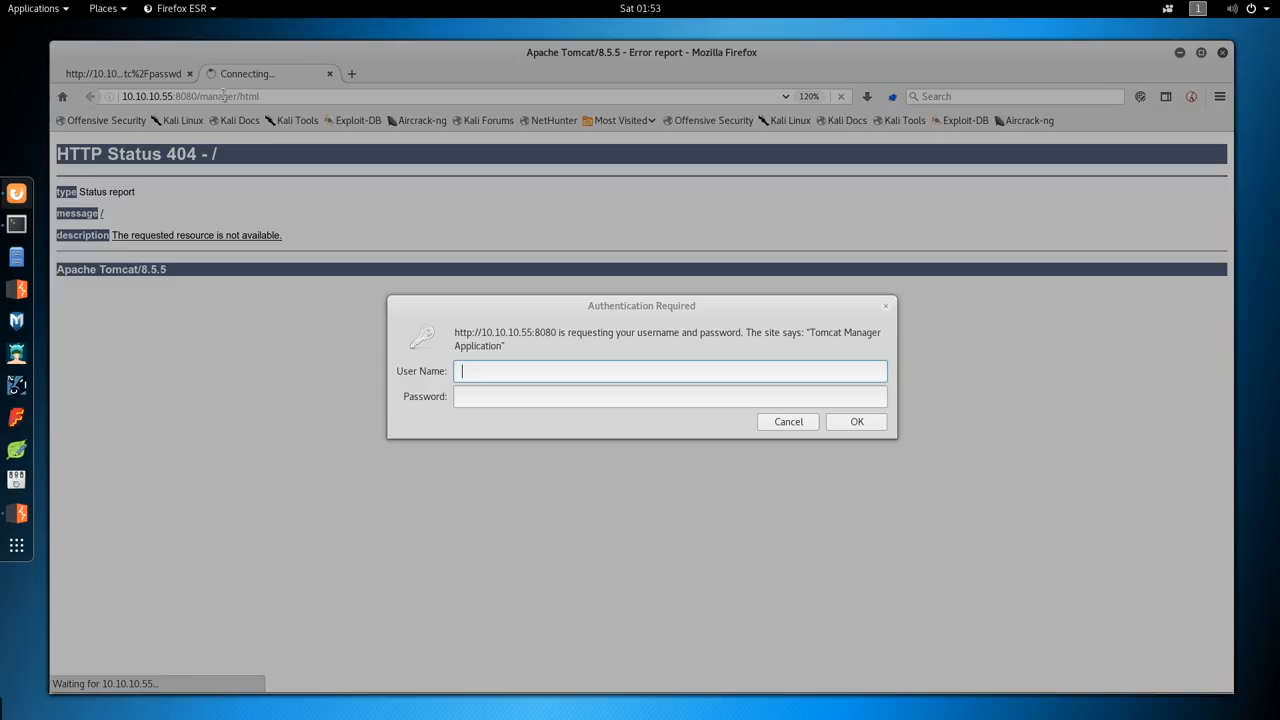 Applications Places Firefox ESR Sat 01:53 1
Apache Tomcat/8.5.5 - Error report - Mozilla Firefox
http://10.10...tc%2Fpasswd Connecting...
10.10.10.55:8080/manager/html 120% Search
Offensive Security Kali Linux Kali Docs Kali Tools Exploit-DB Aircrack-ng Kali Forums NetHunter Most Visited Offensive Security Kali Linux Kali Docs Kali Tools Exploit-DB Aircrack-ng
HTTP Status 404 - /
type Status report
message /
description The requested resource is not available.
Apache Tomcat/8.5.5
Authentication Required
http://10.10.10.55:8080 is requesting your username and password. The site says: “Tomcat Manager
Application”
User Name:
Password:
Cancel OK
Waiting for 10.10.10.55...